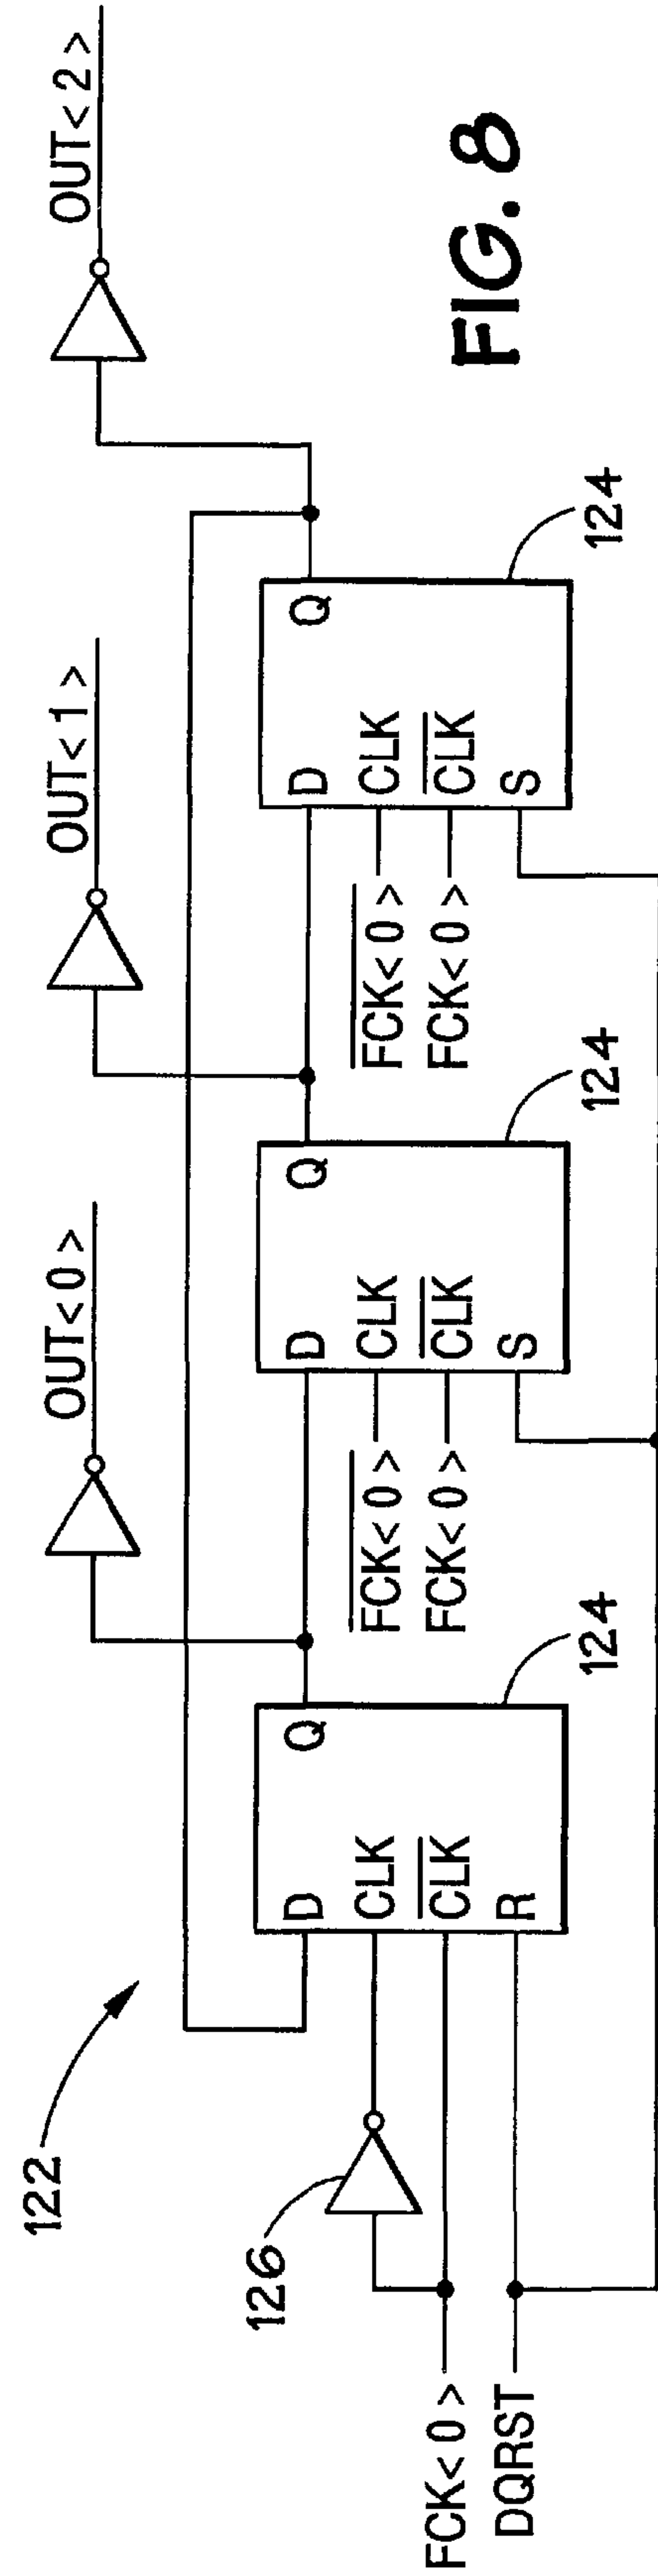 122
OUT<0>
OUT<1>
OUT<2>
126
D
Q
CLK
CLK
R
124
D
Q
FCK<0> CLK
FCK<0> CLK
S
124
D
Q
FCK<0> CLK
FCK<0> CLK
S
124
FCK<0>
DQRST
FIG. 8